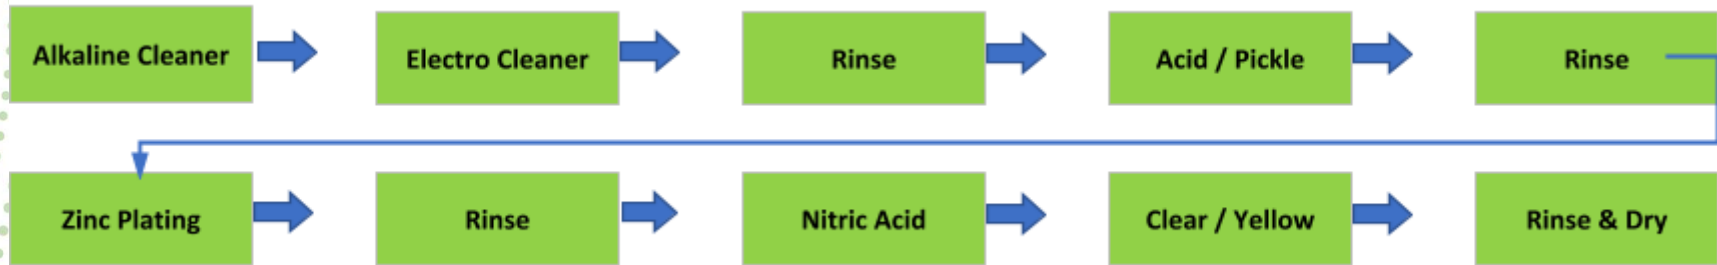 Alkaline Cleaner
Electro Cleaner
Rinse
Acid / Pickle
Rinse
Zinc Plating
Rinse
Nitric Acid
Clear / Yellow
Rinse & Dry